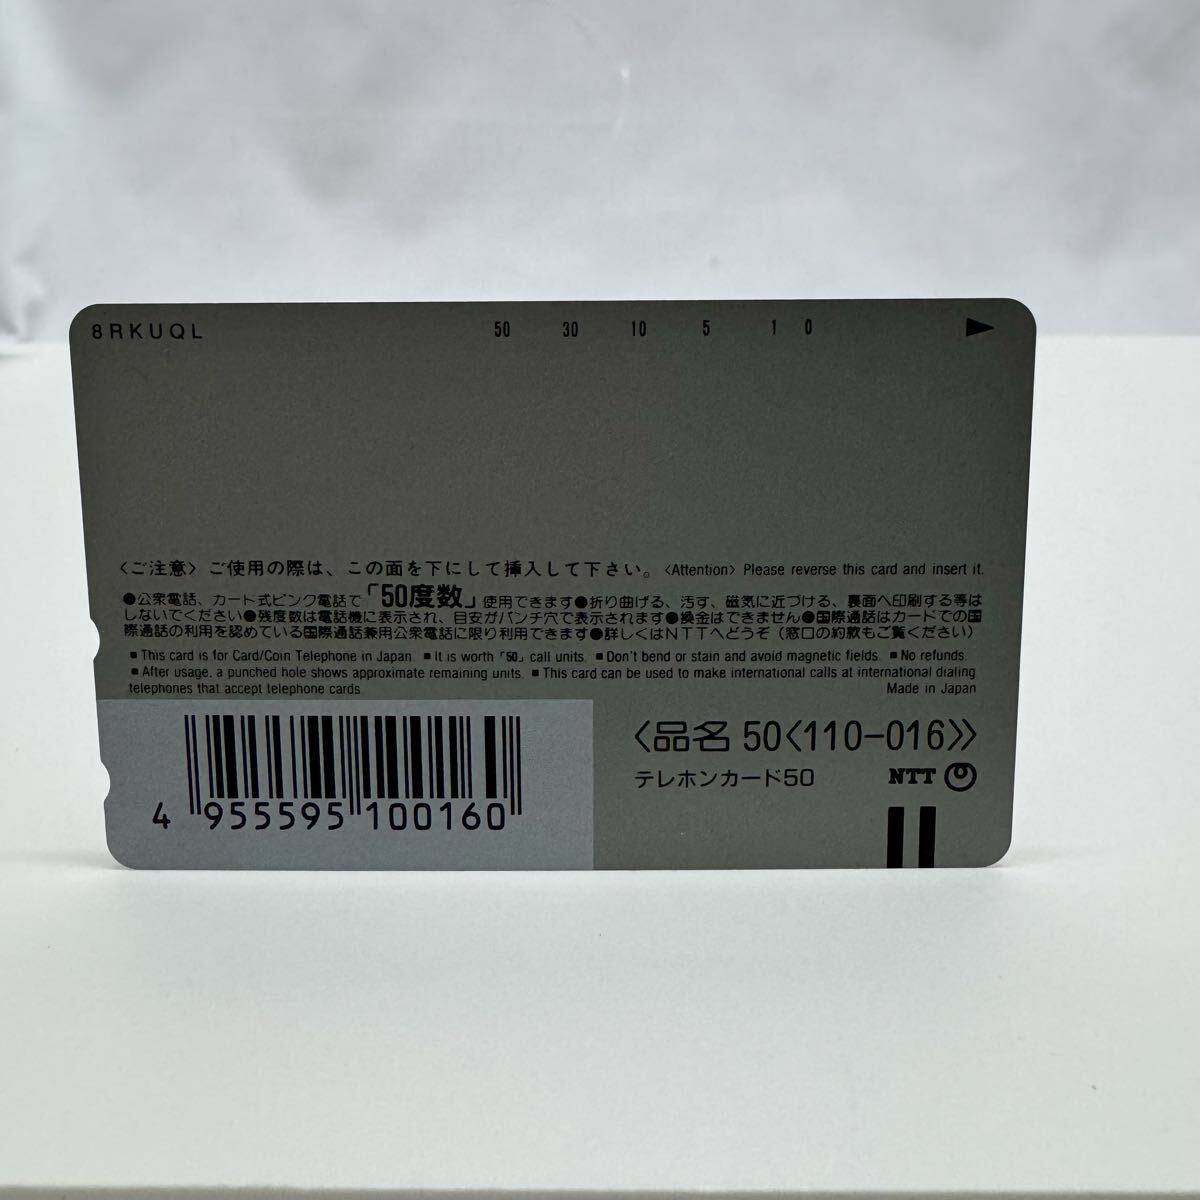 8RKUQL 50 30 10 5 1 0 ▶
〈ご注意〉ご使用の際は、この面を下にして挿入して下さい。〈Attention〉Please reverse this card and insert it.
●公衆電話、カード式ピンク電話で「50度数」使用できます●折り曲げる、汚す、磁気に近づける、裏面へ印刷する等は
しないでください●残度数は電話機に表示され、目安がパンチ穴で表示されます●換金はできません●国際通話はカードでの国
際通話の利用を認めている国際通話兼用公衆電話に限り利用できます●詳しくはNTTへどうぞ(窓口の約款もご覧ください)
■This card is for Card/Coin Telephone in Japan. ■It is worth「50」call units. ■Don't bend or stain and avoid magnetic fields. ■No refunds.
■After usage, a punched hole shows approximate remaining units. ■This card can be used to make international calls at international dialing
telephones that accept telephone cards. Made in Japan
〈品名 50〈110-016〉〉
テレホンカード50 NTT
4 955595 100160